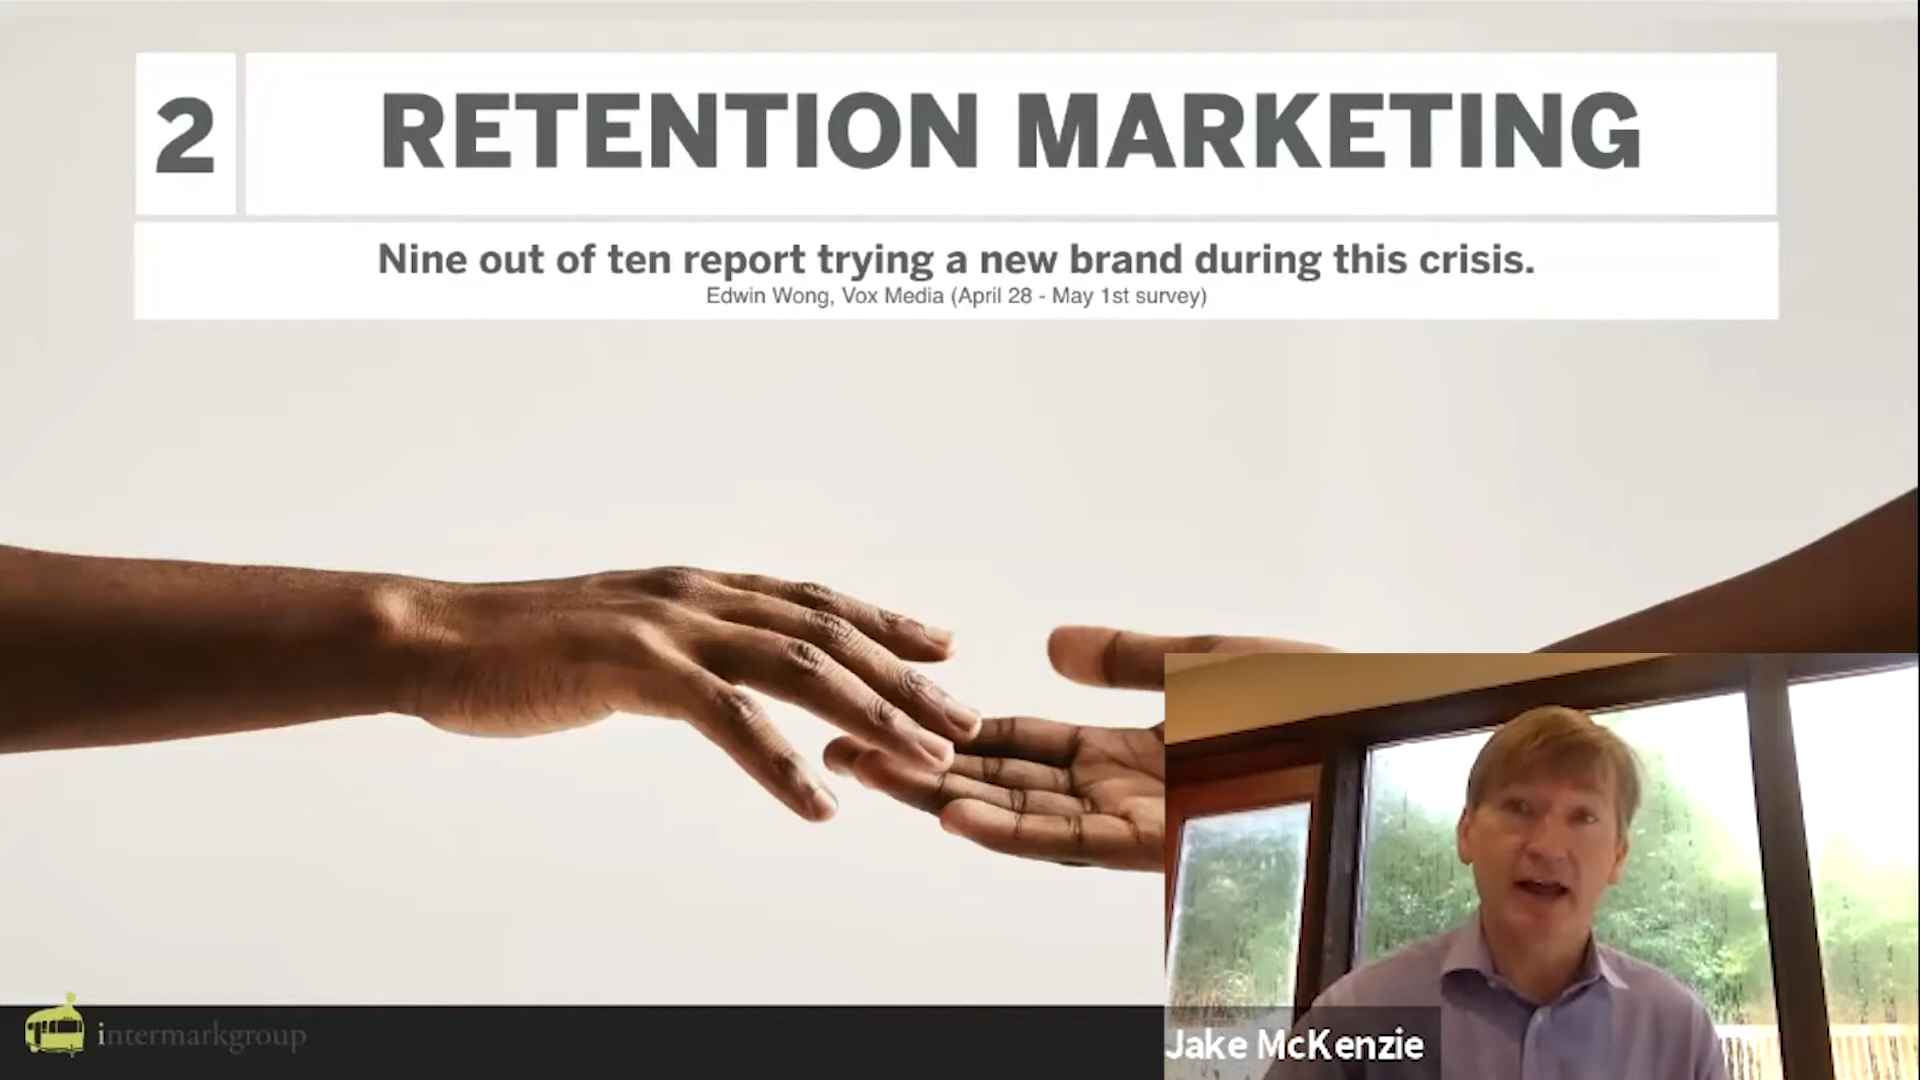 2
RETENTION MARKETING
Nine out of ten report trying a new brand during this crisis.
Edwin Wong, Vox Media (April 28 - May 1st survey)
intermarkgroup
Jake McKenzie